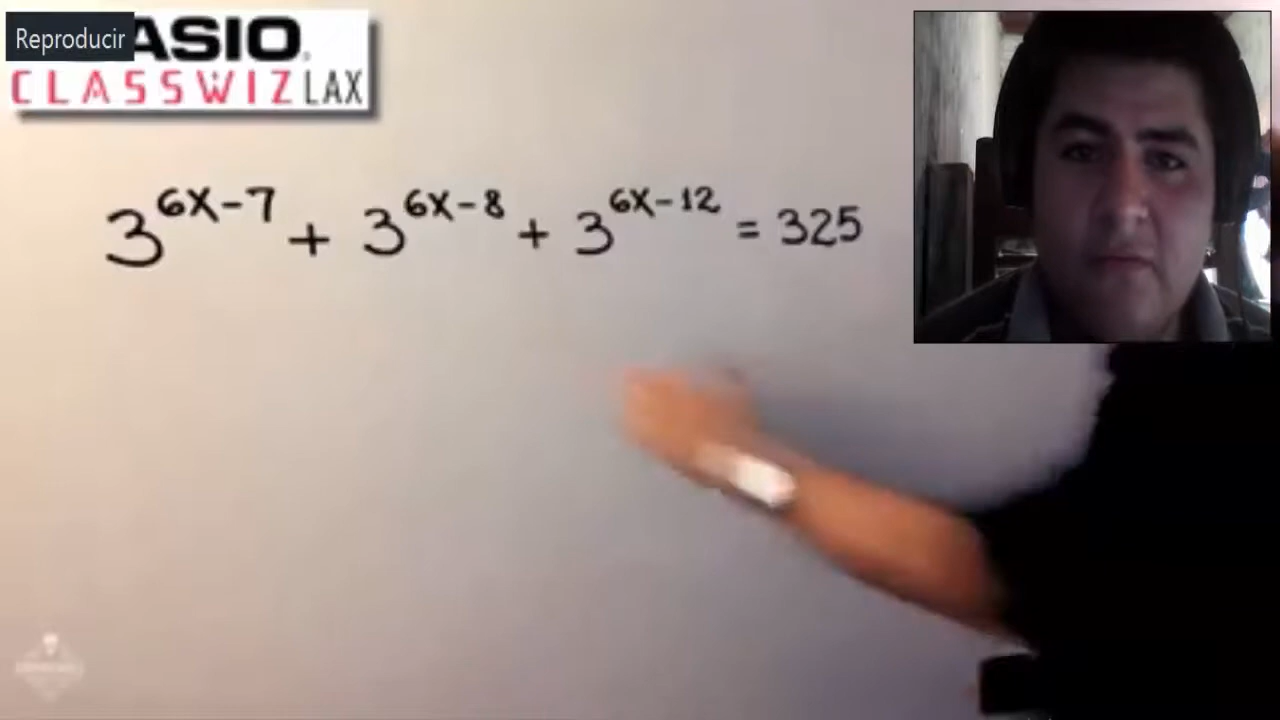 Reproducir
ASIO
CLASSWIZ LAX
3^{6X-7} + 3^{6X-8} + 3^{6X-12} = 325